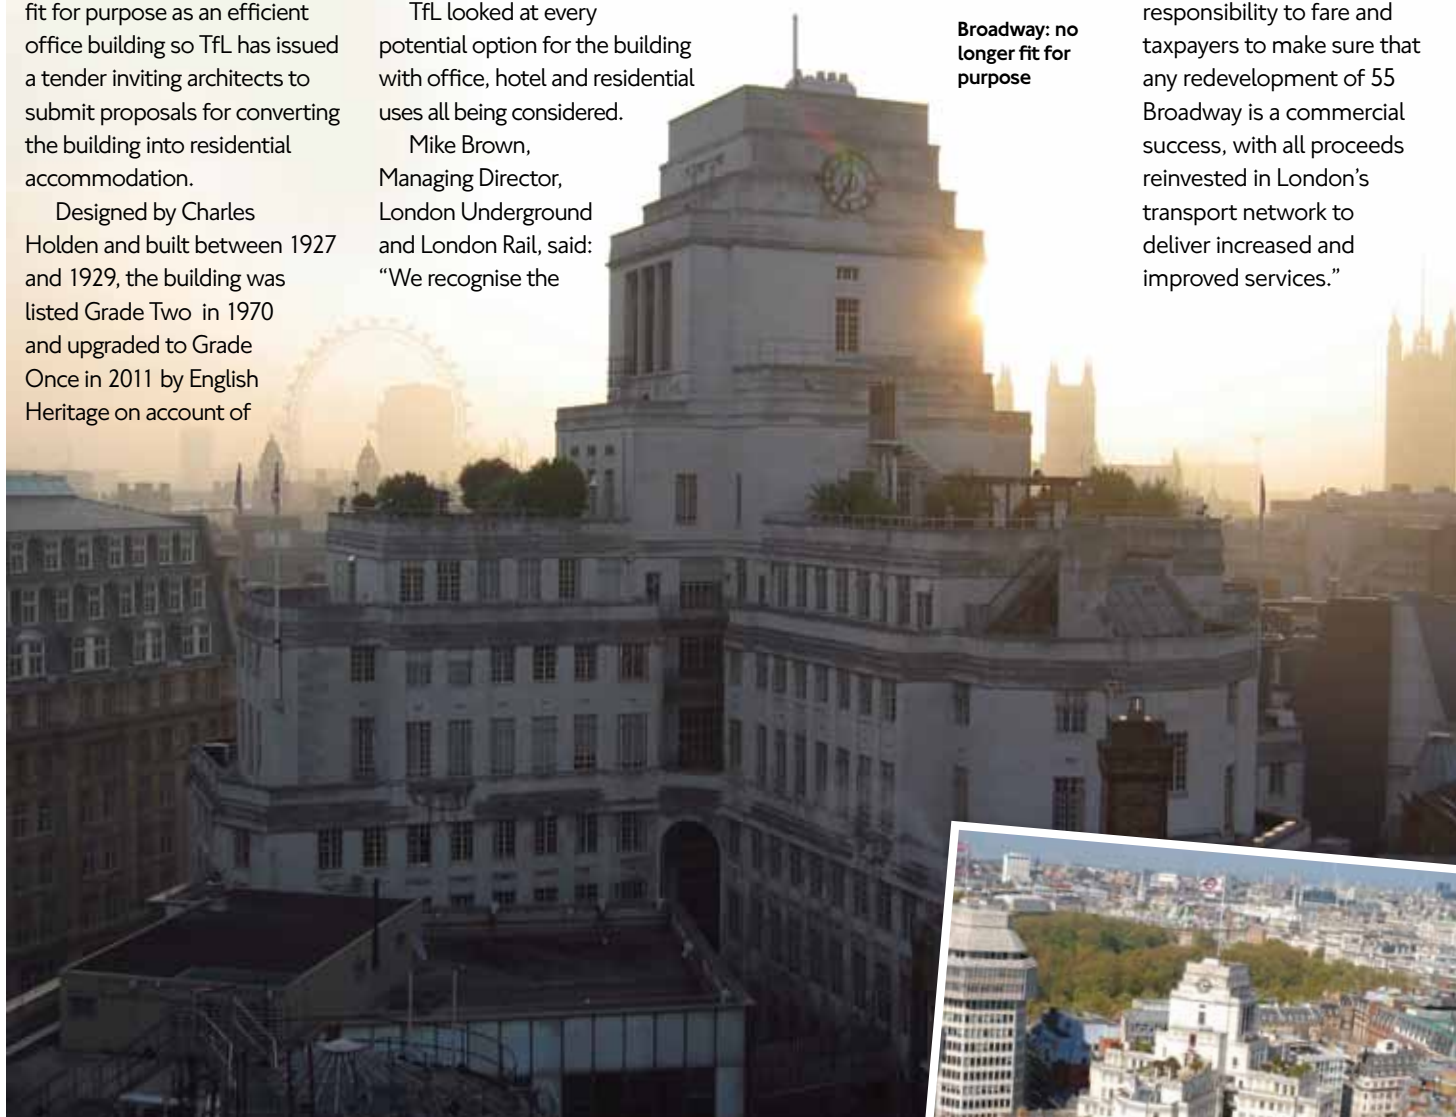 fit for purpose as an efficient
office building so TfL has issued
a tender inviting architects to
submit proposals for converting
the building into residential
accommodation.
Designed by Charles
Holden and built between 1927
and 1929, the building was
listed Grade Two in 1970
and upgraded to Grade
Once in 2011 by English
Heritage on account of
TfL looked at every
potential option for the building
with office, hotel and residential
uses all being considered.
Mike Brown,
Managing Director,
London Underground
and London Rail, said:
“We recognise the
Broadway: no
longer fit for
purpose
responsibility to fare and
taxpayers to make sure that
any redevelopment of 55
Broadway is a commercial
success, with all proceeds
reinvested in London’s
transport network to
deliver increased and
improved services.”